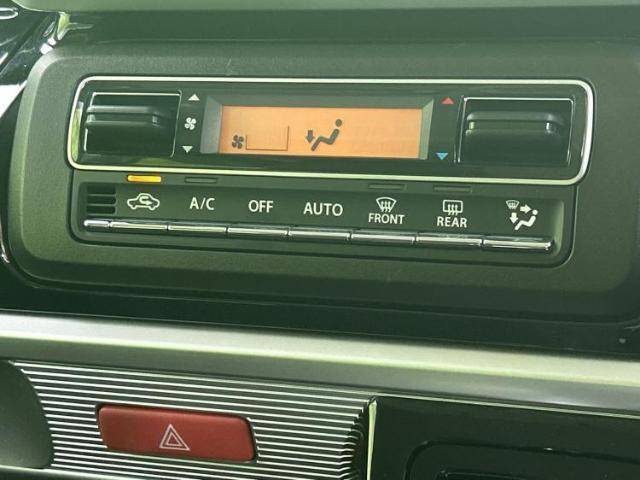 A/C OFF AUTO FRONT REAR